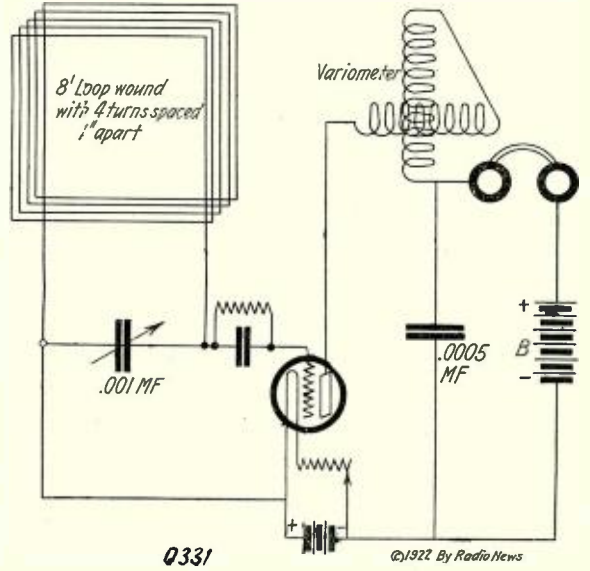 8' Loop wound
with 4 turns spaced
1" apart
Variometer
.001 MF
.0005
MF
+
B
-
+
Q331
©1922 By Radio News